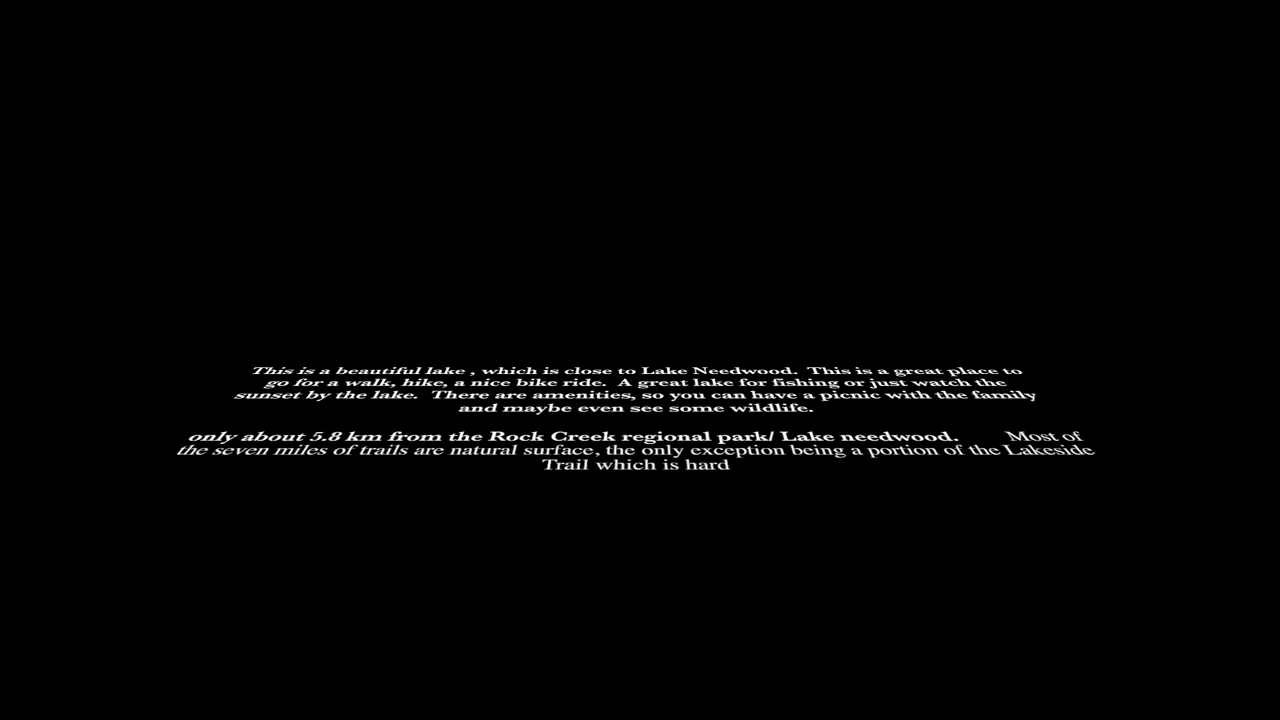 This is a beautiful lake , which is close to Lake Needwood.  This is a great place to
go for a walk, hike, a nice bike ride.  A great lake for fishing or just watch the
sunset by the lake.  There are amenities, so you can have a picnic with the family
and maybe even see some wildlife.
only about 5.8 km from the Rock Creek regional park/ Lake needwood.        Most of
the seven miles of trails are natural surface, the only exception being a portion of the Lakeside
Trail which is hard